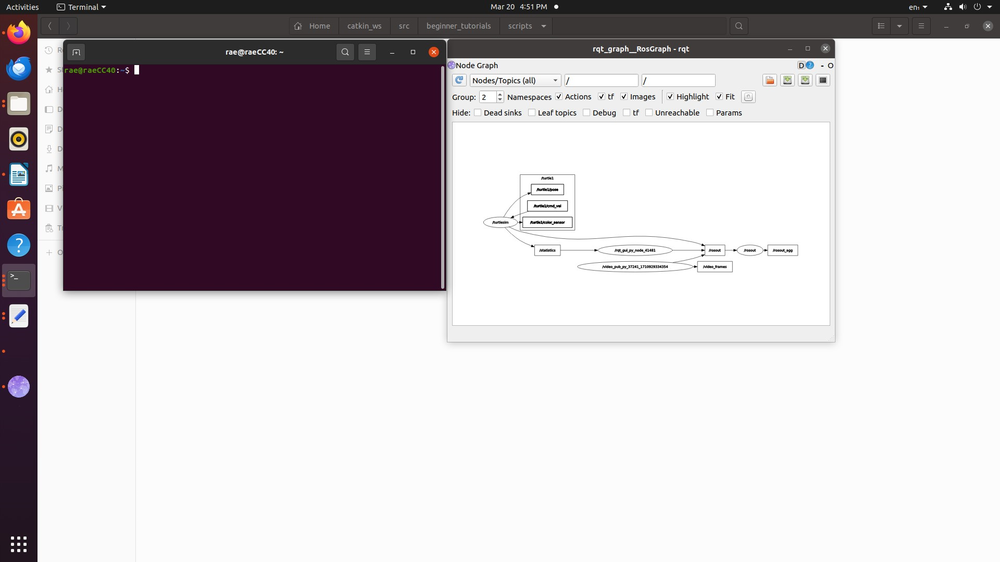 Activities Terminal Mar 20 4:51 PM en₁
Home catkin_ws src beginner_tutorials scripts
rae@raeCC40: ~
rae@raeCC40:~$
rqt_graph__RosGraph - rqt
Node Graph D ? - O
Nodes/Topics (all) / /
Group: 2 Namespaces Actions tf Images Highlight Fit
Hide: Dead sinks Leaf topics Debug tf Unreachable Params
/turtle1
/turtle1/pose
/turtle1/cmd_vel
/turtlesim /turtle1/color_sensor
/statistics /rqt_gui_py_node_41481 /rosout /rosout /rosout_agg
/video_pub_py_37241_1710929334354 /video_frames